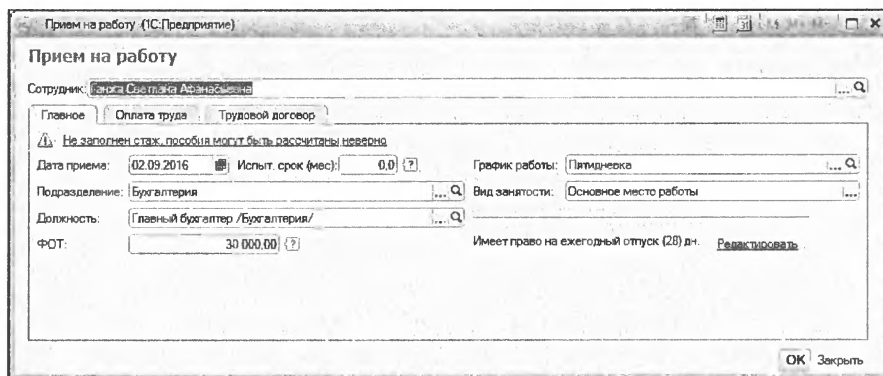 Прием на работу (1С:Предприятие)
Прием на работу
Сотрудник: Светлана Афанасьевна
Главное Оплата труда Трудовой договор
Не заполнен стаж, пособия могут быть рассчитаны неверно
Дата приема: 02.09.2016 Испыт. срок (мес): 0,0 ? График работы: Пятидневка ...
Подразделение: Бухгалтерия ... Вид занятости: Основное место работы ...
Должность: Главный бухгалтер /Бухгалтерия/ ...
ФОТ: 30 000,00 ? Имеет право на ежегодный отпуск (28) дн. Редактировать
ОК Закрыть